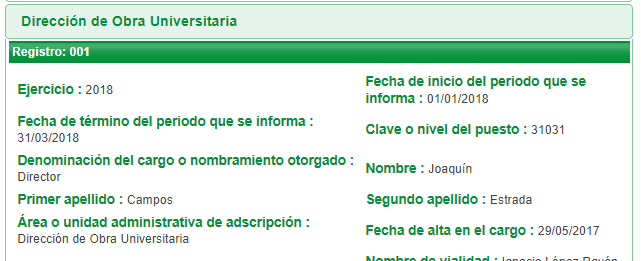 Dirección de Obra Universitaria
Registro: 001
Ejercicio : 2018
Fecha de inicio del periodo que se
informa : 01/01/2018
Fecha de término del periodo que se informa :
31/03/2018
Clave o nivel del puesto : 31031
Denominación del cargo o nombramiento otorgado :
Director
Nombre : Joaquín
Primer apellido : Campos
Segundo apellido : Estrada
Área o unidad administrativa de adscripción :
Dirección de Obra Universitaria
Fecha de alta en el cargo : 29/05/2017
Nombre de vialidad : Ignacio López Rayón